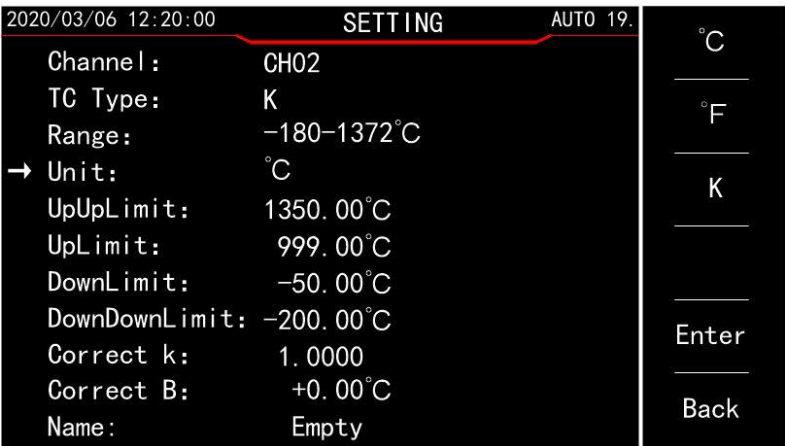 2020/03/06 12:20:00 SETTING AUTO 19.
Channel: CH02
TC Type: K
Range: -180-1372℃
→ Unit: ℃
UpUpLimit: 1350.00℃
UpLimit: 999.00℃
DownLimit: -50.00℃
DownDownLimit: -200.00℃
Correct k: 1.0000
Correct B: +0.00℃
Name: Empty
℃
℉
K
Enter
Back